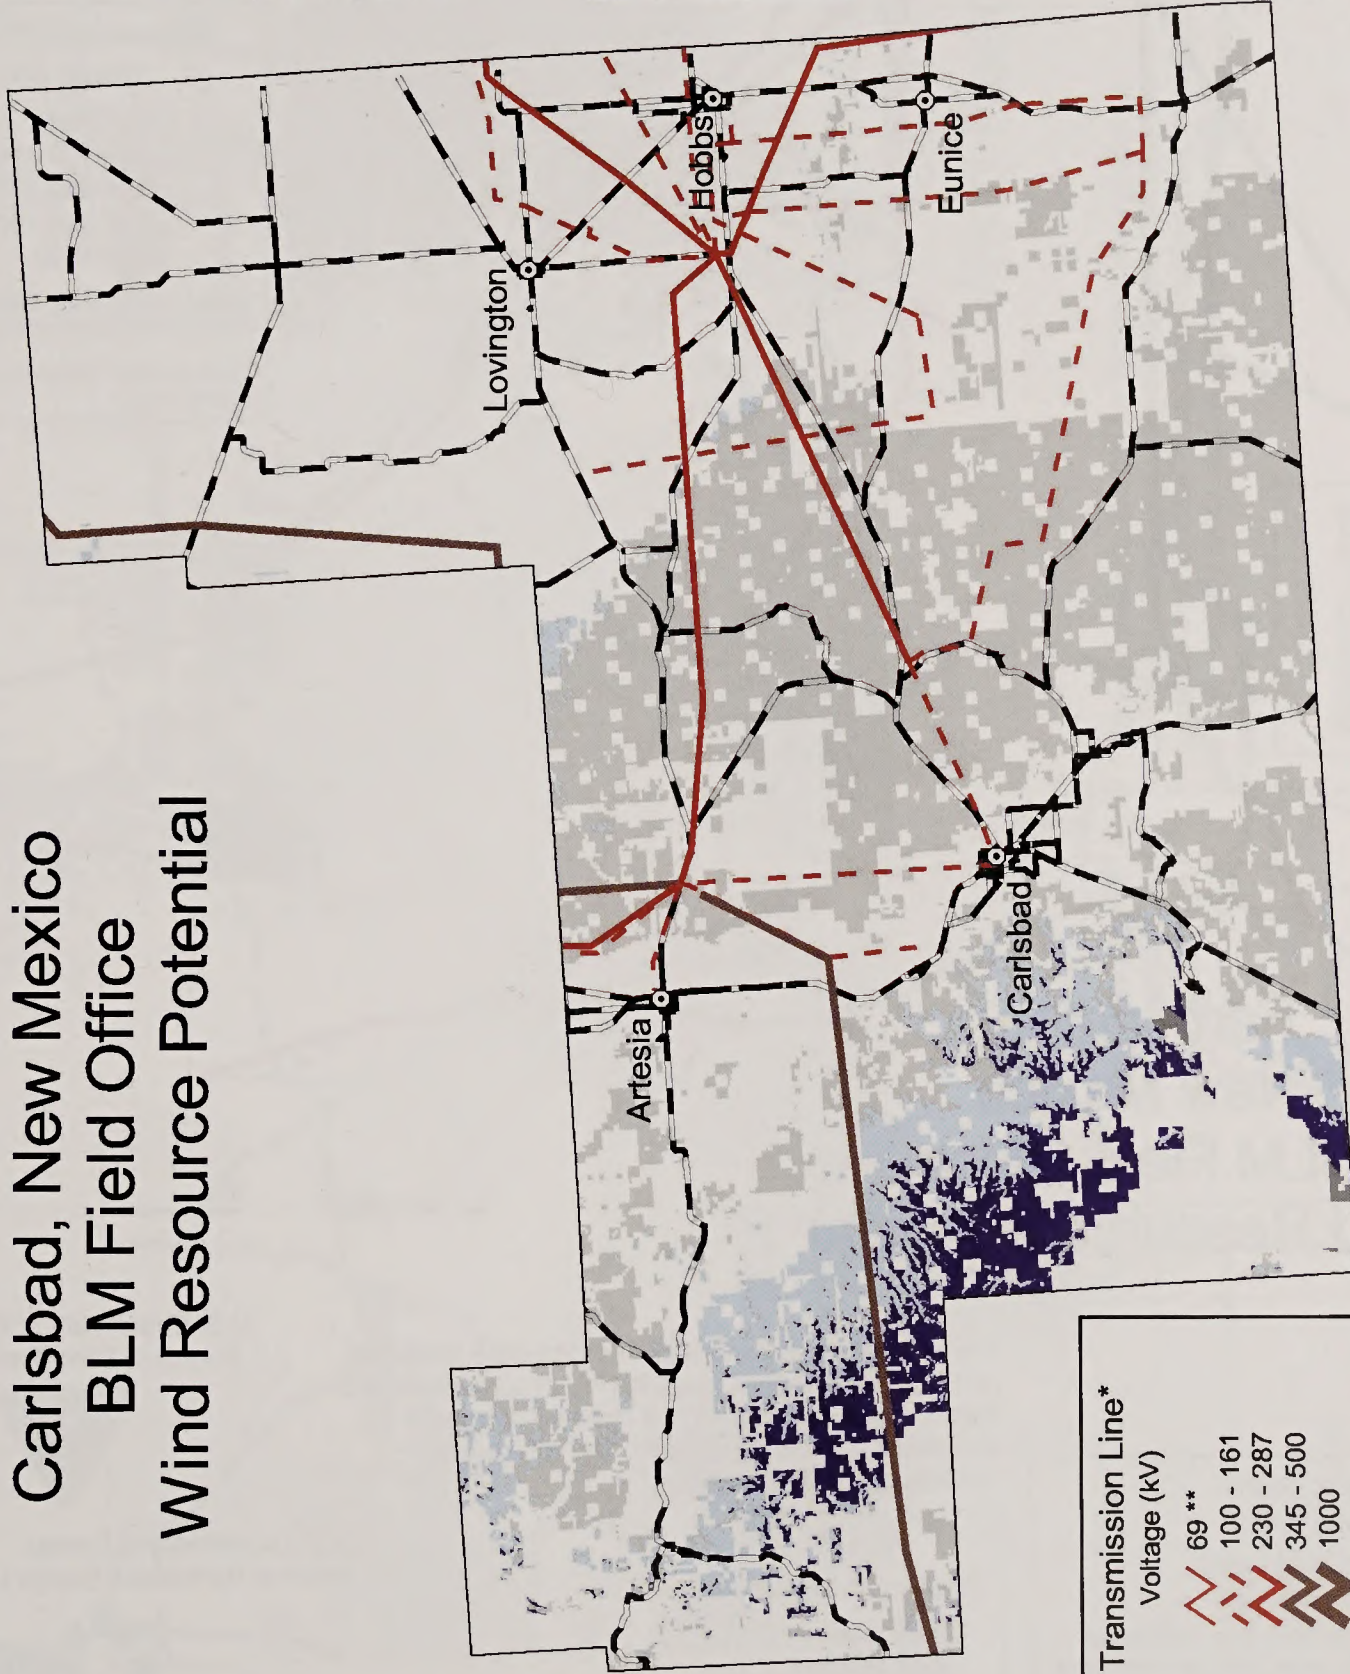 Carlsbad, New Mexico
BLM Field Office
Wind Resource Potential
Lovington
Hobbs
Eunice
Artesia
Carlsbad
Transmission Line*
Voltage (kV)
69 **
100 - 161
230 - 287
345 - 500
1000